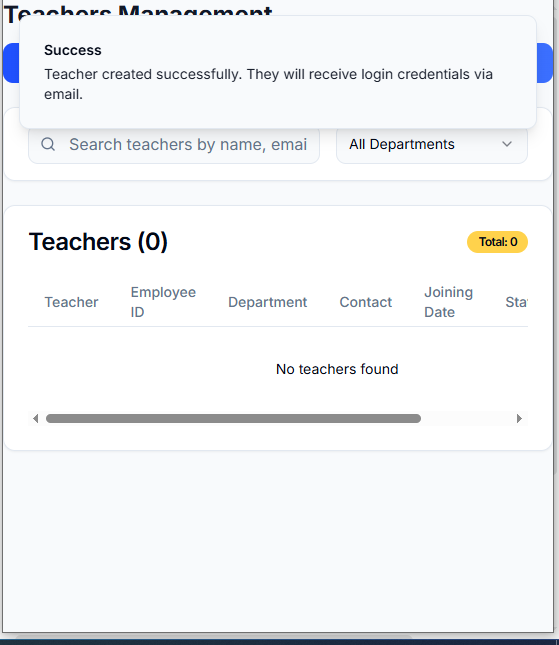 Teachers Management
Success
Teacher created successfully. They will receive login credentials via
email.
Search teachers by name, emai
All Departments
Teachers (0)
Total: 0
Teacher
Employee
ID
Department
Contact
Joining
Date
Sta
No teachers found